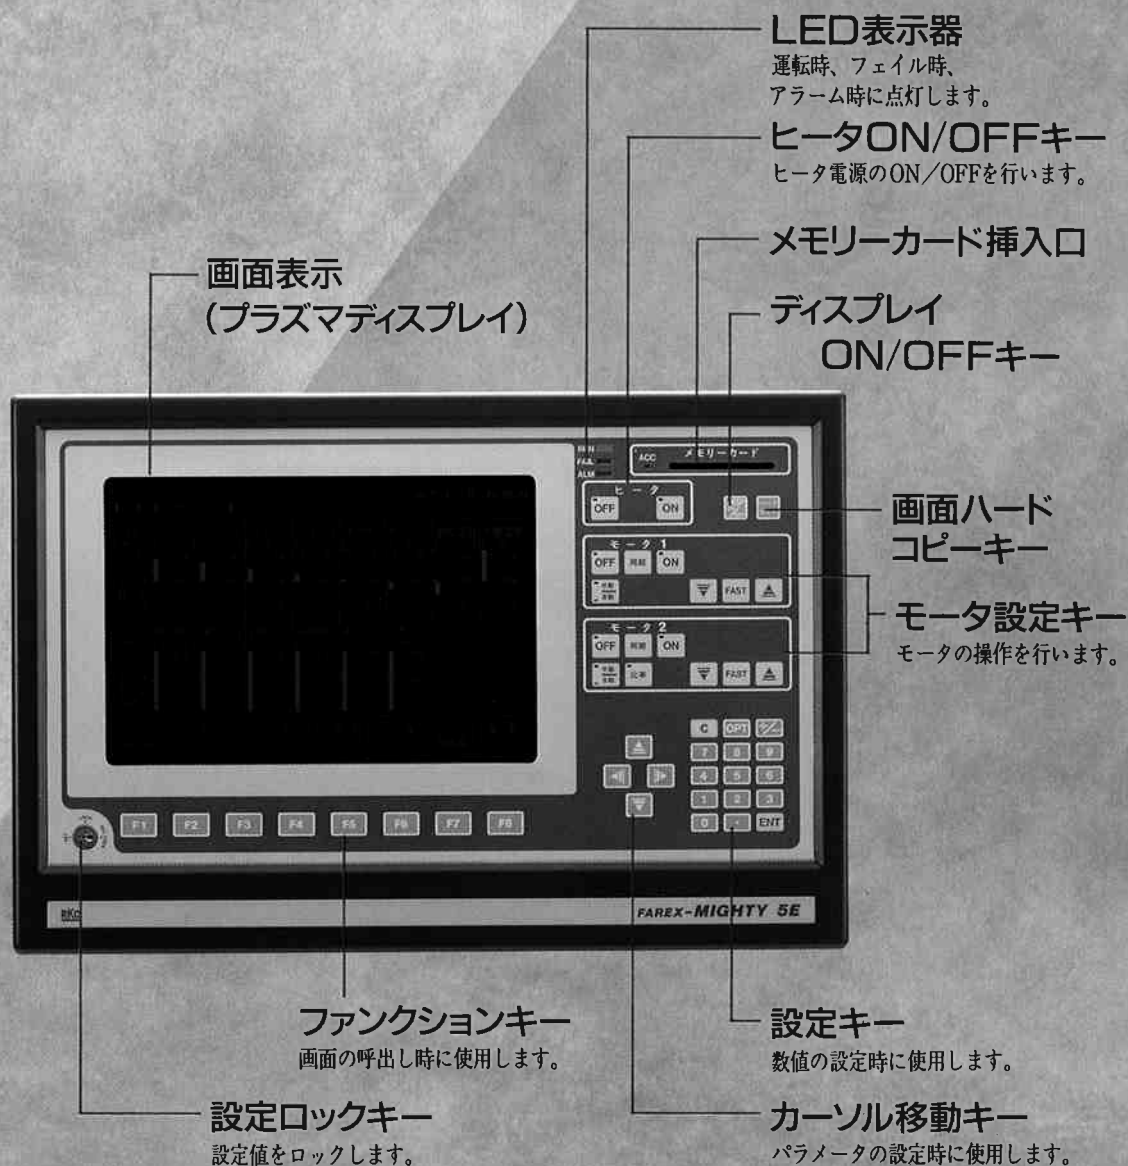 LED表示器
運転時、フェイル時、
アラーム時に点灯します。
ヒータON/OFFキー
ヒータ電源のON／OFFを行います。
メモリーカード挿入口
ディスプレイ
ON/OFFキー
画面表示
(プラズマディスプレイ)
画面ハード
コピーキー
モータ設定キー
モータの操作を行います。
RUN
FAIL
ALM
ACC
メモリーカード
ヒータ
OFF
ON
モータ1
OFF
ON
FAST
モータ2
OFF
ON
FAST
C OPT
7 8 9
4 5 6
1 2 3
0 . ENT
F1 F2 F3 F4 F5 F6 F7 F8
RKC
FAREX-MIGHTY 5E
ファンクションキー
画面の呼出し時に使用します。
設定キー
数値の設定時に使用します。
設定ロックキー
設定値をロックします。
カーソル移動キー
パラメータの設定時に使用します。